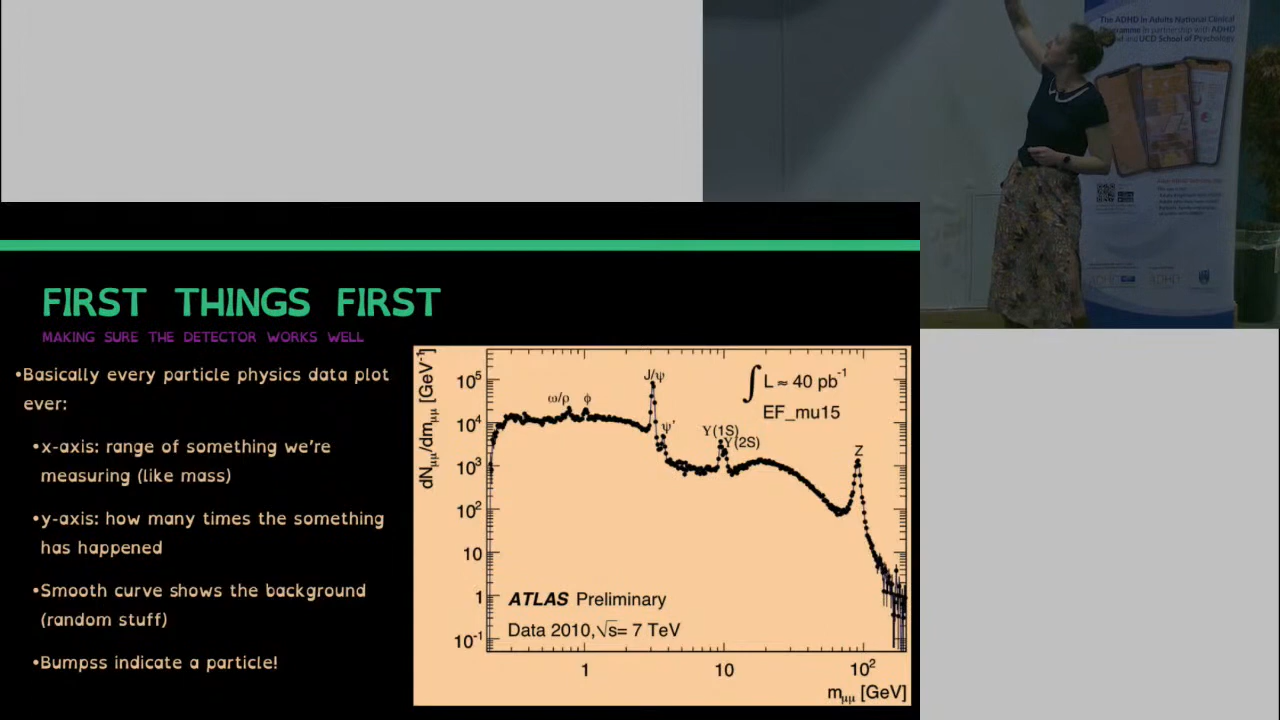 The ADHD in Adults National Clinical
Programme in partnership with ADHD
and UCD School of Psychology
FIRST THINGS FIRST
MAKING SURE THE DETECTOR WORKS WELL
•Basically every particle physics data plot
ever:
•x-axis: range of something we're
measuring (like mass)
•y-axis: how many times the something
has happened
•Smooth curve shows the background
(random stuff)
•Bumpss indicate a particle!
dNμμ/dmμμ [GeV⁻¹]
10⁵
10⁴
10³
10²
10
1
10⁻¹
ω/ρ
ϕ
J/ψ
ψ'
Υ(1S)
Υ(2S)
Z
∫ L ≈ 40 pb⁻¹
EF_mu15
ATLAS Preliminary
Data 2010, √s= 7 TeV
1
10
10²
mμμ [GeV]